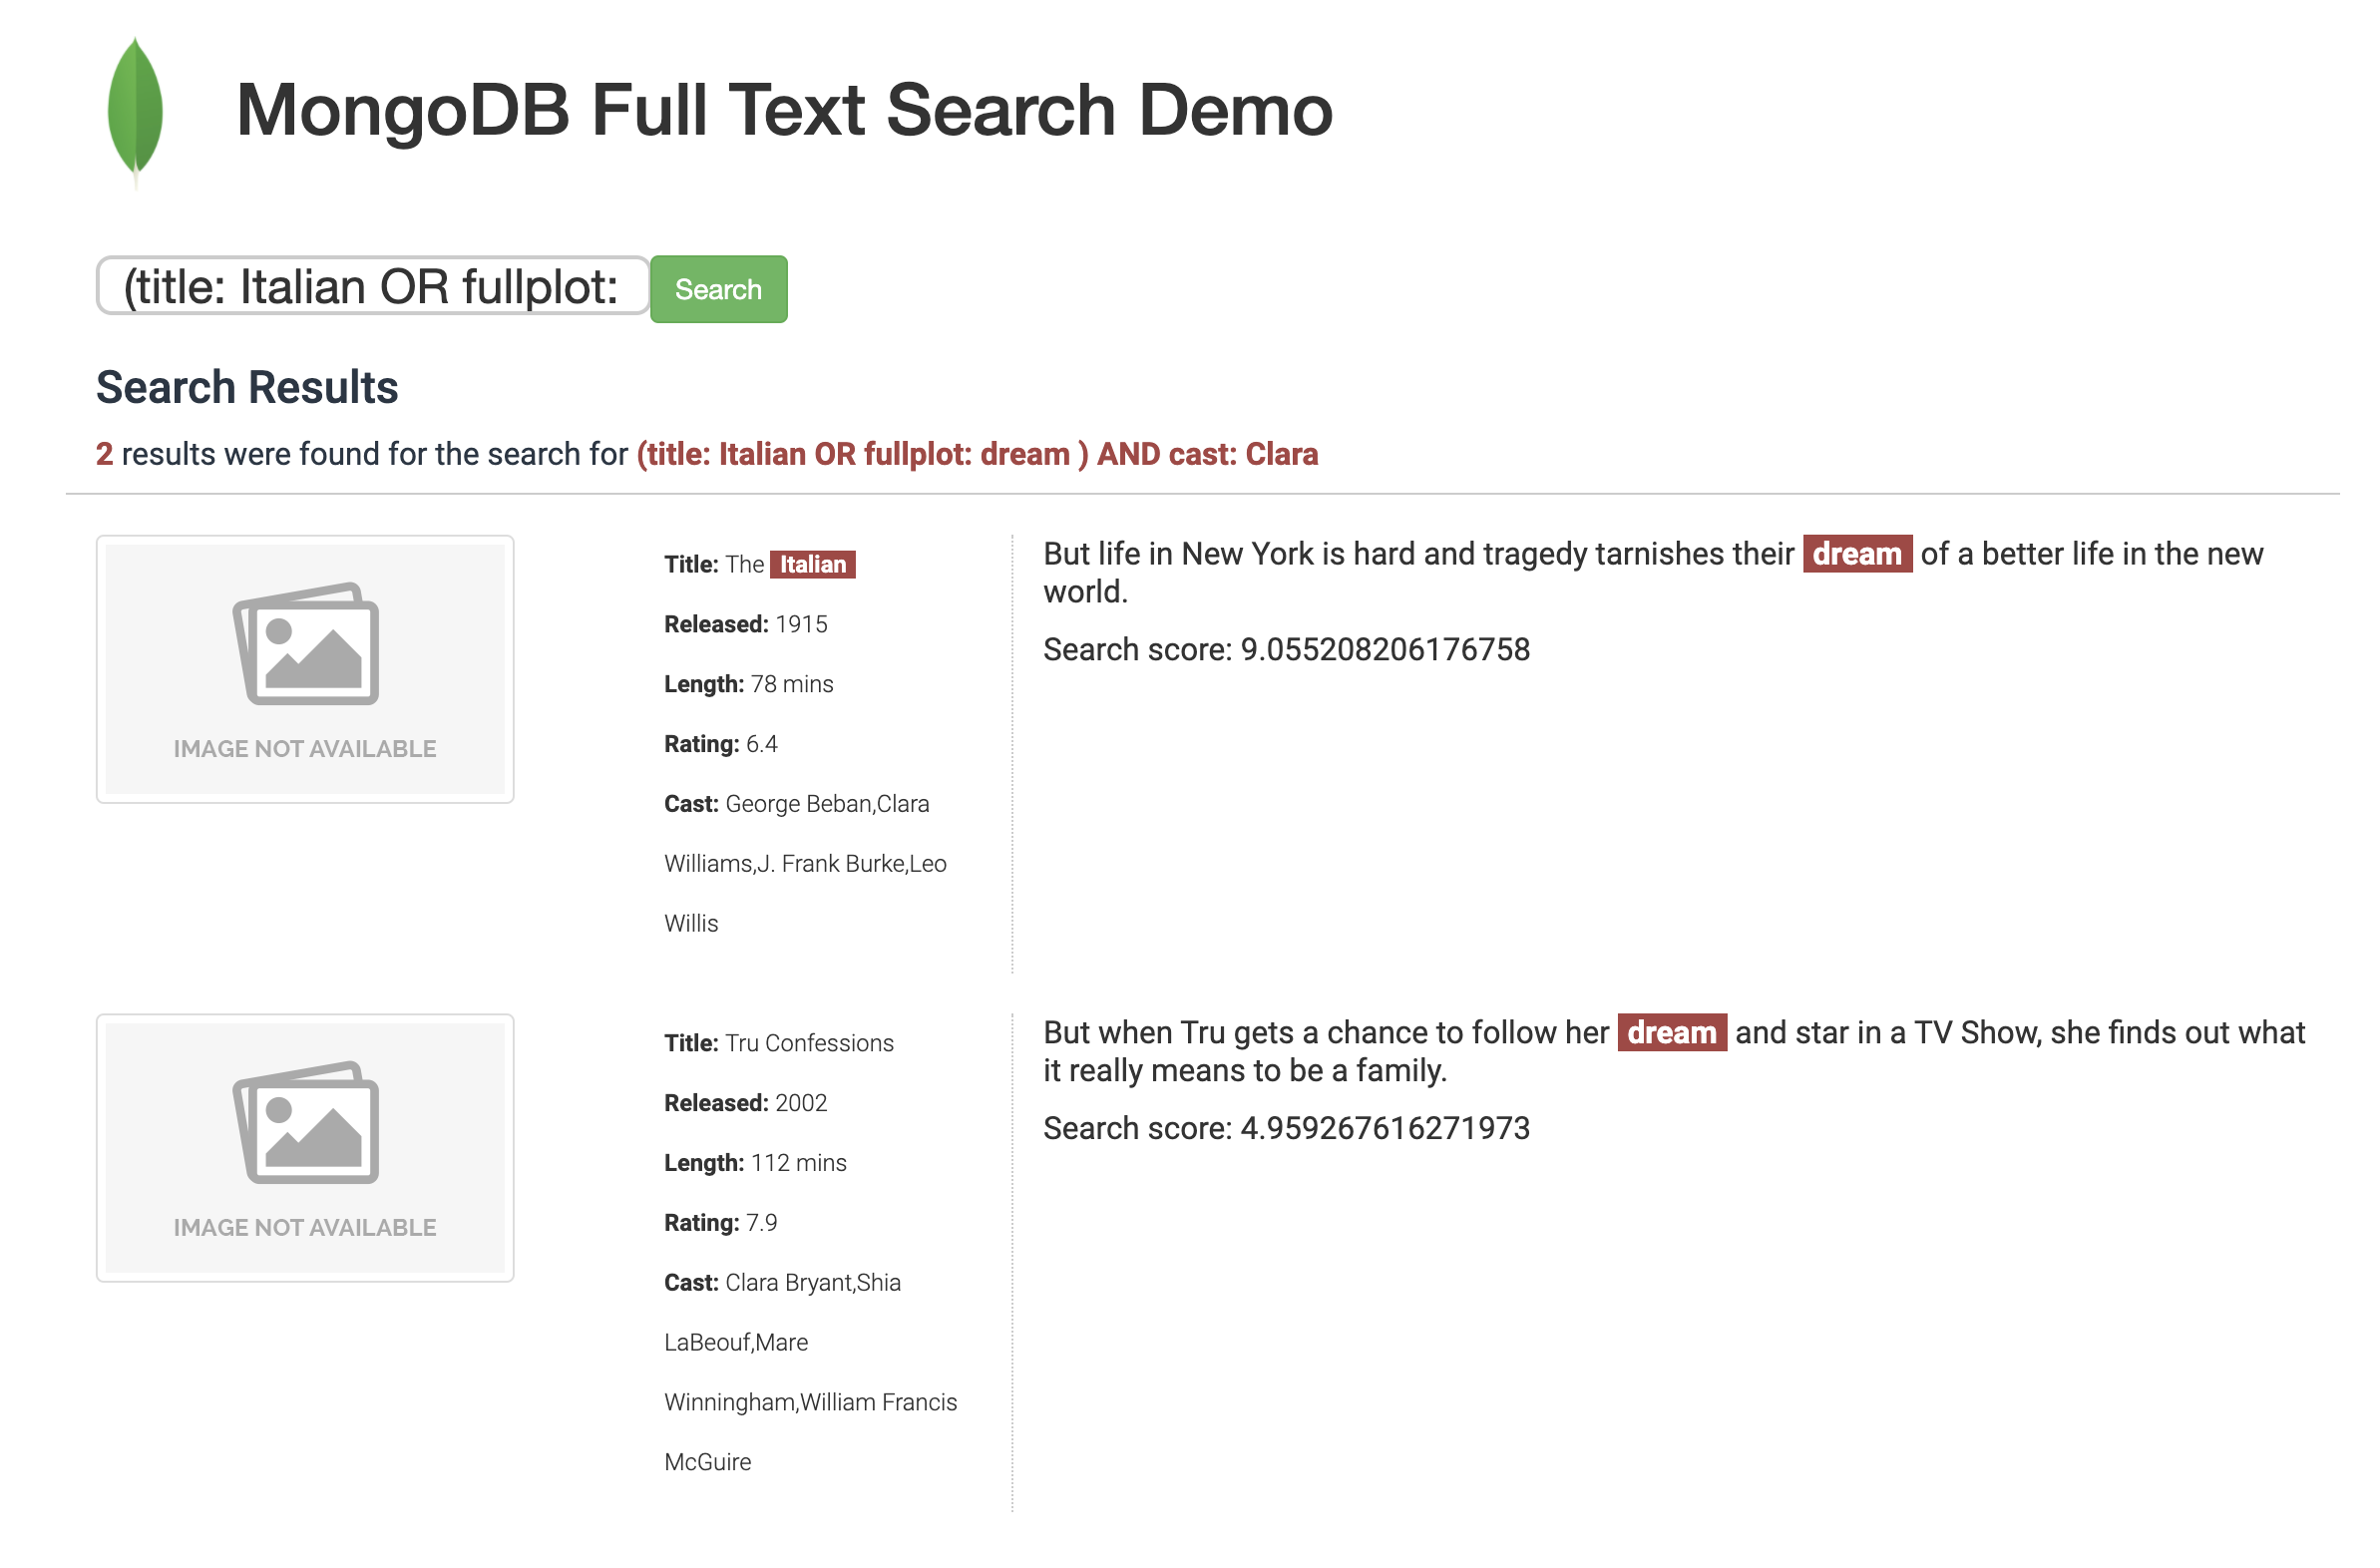 MongoDB Full Text Search Demo
(title: Italian OR fullplot:
Search
Search Results
2 results were found for the search for (title: Italian OR fullplot: dream ) AND cast: Clara
IMAGE NOT AVAILABLE
Title: The Italian
Released: 1915
Length: 78 mins
Rating: 6.4
Cast: George Beban,Clara
Williams,J. Frank Burke,Leo
Willis
But life in New York is hard and tragedy tarnishes their dream of a better life in the new
world.
Search score: 9.055208206176758
IMAGE NOT AVAILABLE
Title: Tru Confessions
Released: 2002
Length: 112 mins
Rating: 7.9
Cast: Clara Bryant,Shia
LaBeouf,Mare
Winningham,William Francis
McGuire
But when Tru gets a chance to follow her dream and star in a TV Show, she finds out what
it really means to be a family.
Search score: 4.959267616271973